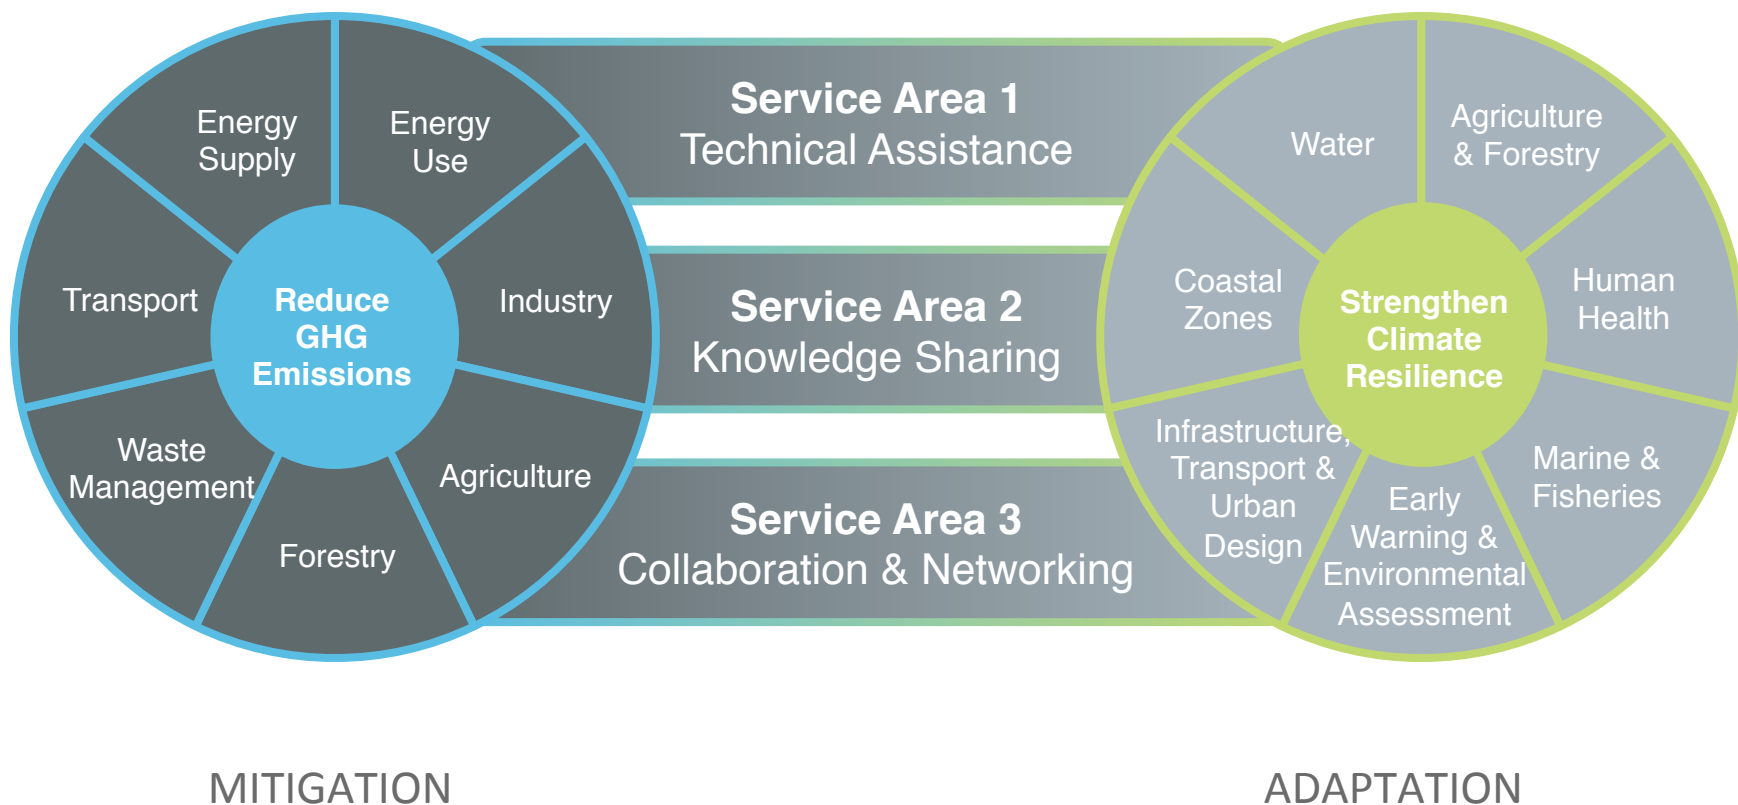 Energy
Supply
Energy
Use
Industry
Agriculture
Forestry
Waste
Management
Transport
Reduce
GHG
Emissions
Service Area 1
Technical Assistance
Service Area 2
Knowledge Sharing
Service Area 3
Collaboration & Networking
Water
Agriculture
& Forestry
Human
Health
Marine &
Fisheries
Early
Warning &
Environmental
Assessment
Infrastructure,
Transport &
Urban
Design
Coastal
Zones
Strengthen
Climate
Resilience
MITIGATION
ADAPTATION